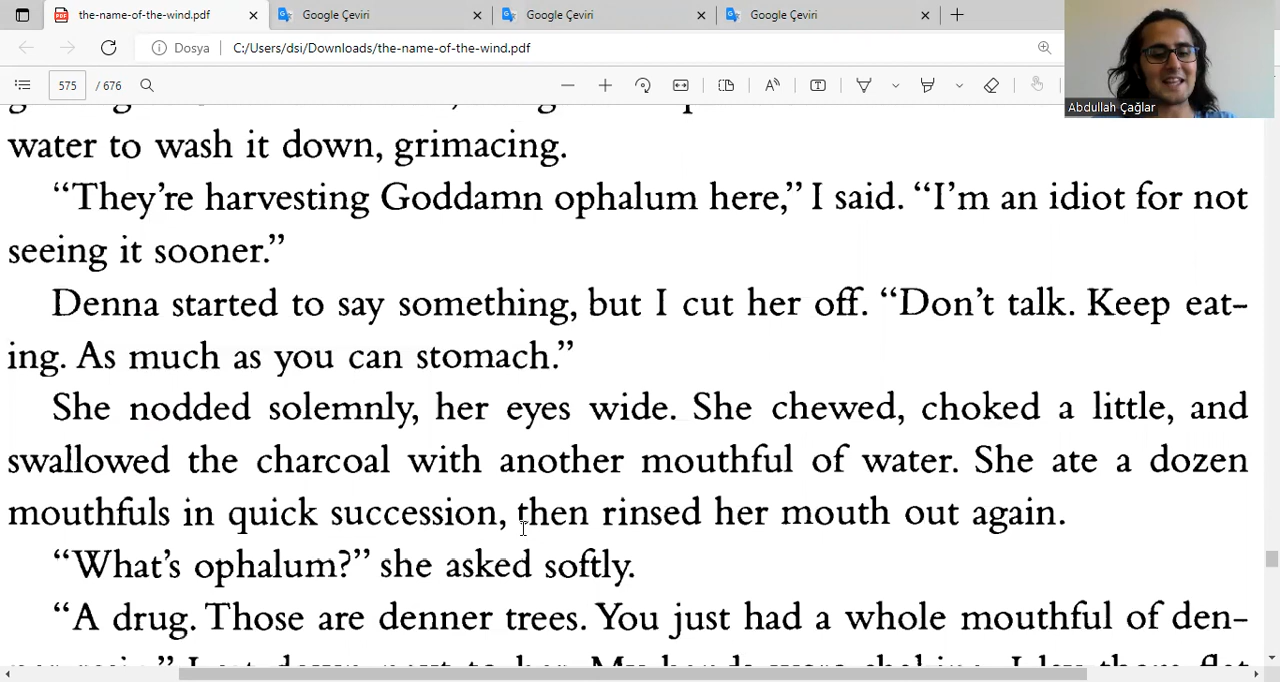 the-name-of-the-wind.pdf
Google Çeviri
Google Çeviri
Google Çeviri
Dosya C:/Users/dsi/Downloads/the-name-of-the-wind.pdf
575 / 676
Abdullah Çağlar
water to wash it down, grimacing.
“They’re harvesting Goddamn ophalum here,” I said. “I’m an idiot for not
seeing it sooner.”
Denna started to say something, but I cut her off. “Don’t talk. Keep eat-
ing. As much as you can stomach.”
She nodded solemnly, her eyes wide. She chewed, choked a little, and
swallowed the charcoal with another mouthful of water. She ate a dozen
mouthfuls in quick succession, then rinsed her mouth out again.
“What’s ophalum?” she asked softly.
“A drug. Those are denner trees. You just had a whole mouthful of den-